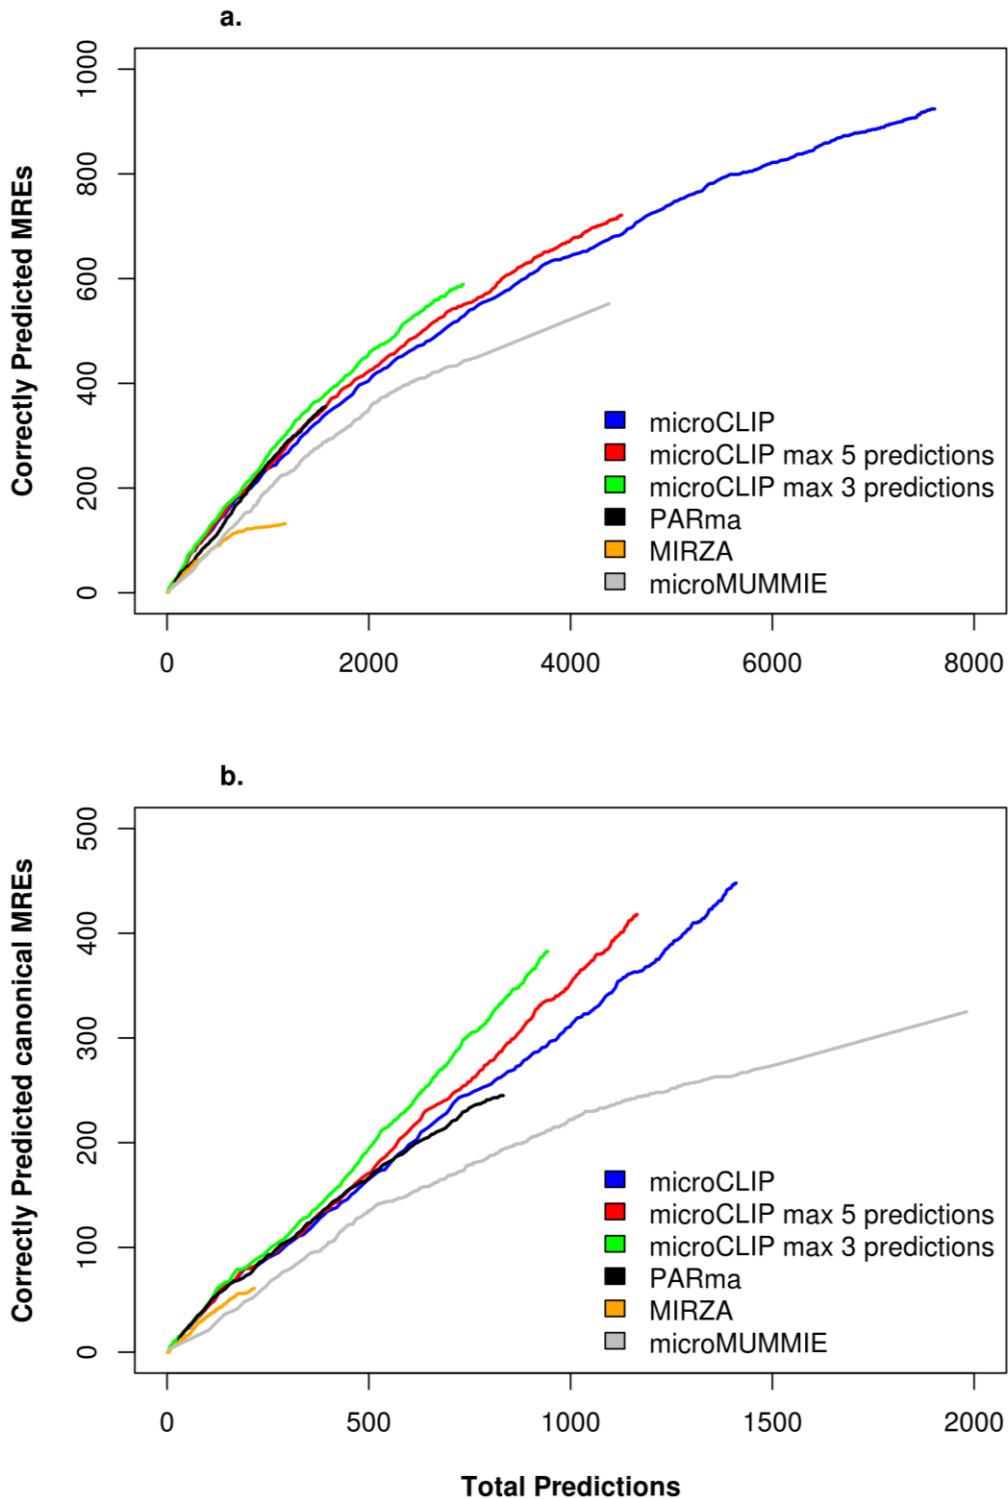 a.
Correctly Predicted MREs
1000
800
600
400
200
0
microCLIP
microCLIP max 5 predictions
microCLIP max 3 predictions
PARma
MIRZA
microMUMMIE
0 2000 4000 6000 8000
b.
Correctly Predicted canonical MREs
500
400
300
200
100
0
microCLIP
microCLIP max 5 predictions
microCLIP max 3 predictions
PARma
MIRZA
microMUMMIE
0 500 1000 1500 2000
Total Predictions